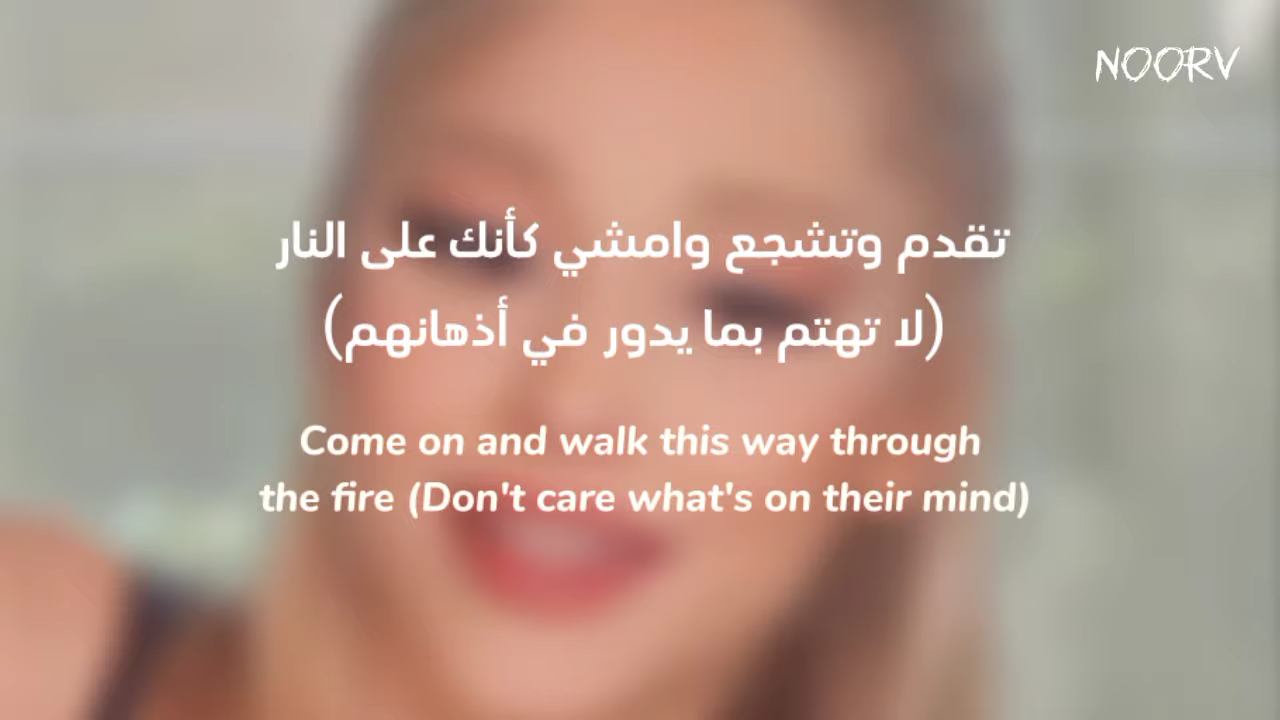 NOORV
تقدم وتشجع وامشي كأنك على النار
(لا تهتم بما يدور في أذهانهم)
Come on and walk this way through
the fire (Don't care what's on their mind)